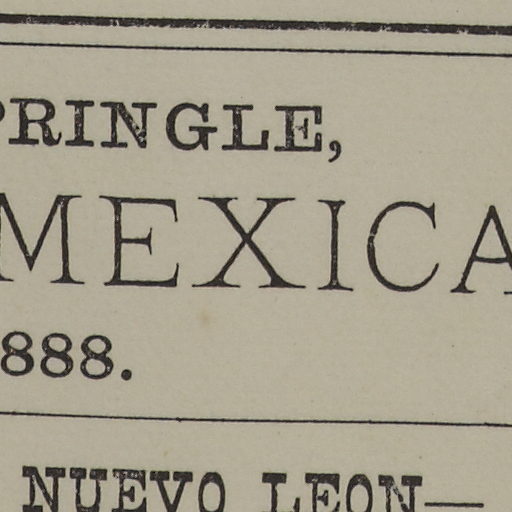 PRINGLE,
MEXICA
888.
NUEVO LEON—